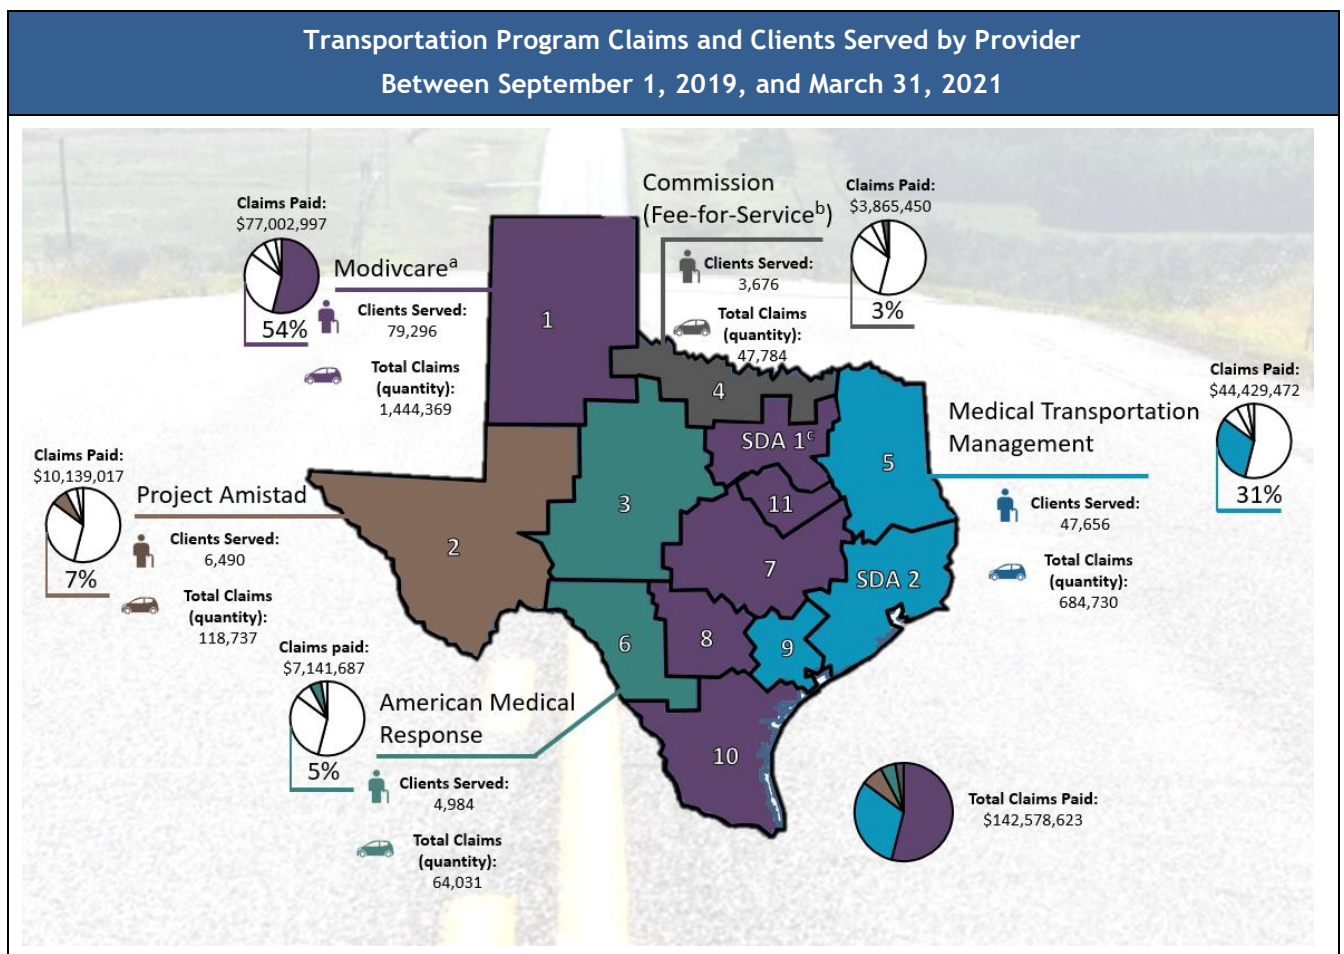 Transportation Program Claims and Clients Served by Provider
Between September 1, 2019, and March 31, 2021
Claims Paid:
$77,002,997
54%
Modivcareᵃ
Clients Served:
79,296
Total Claims
(quantity):
1,444,369
Commission
(Fee-for-Serviceᵇ)
Clients Served:
3,676
Total Claims
(quantity):
47,784
Claims Paid:
$3,865,450
3%
Medical Transportation
Management
Clients Served:
47,656
Total Claims
(quantity):
684,730
Claims Paid:
$44,429,472
31%
Claims Paid:
$10,139,017
7%
Project Amistad
Clients Served:
6,490
Total Claims
(quantity):
118,737
Claims paid:
$7,141,687
5%
American Medical
Response
Clients Served:
4,984
Total Claims
(quantity):
64,031
1
4
SDA 1ᶜ
5
3
11
2
7
SDA 2
6
8
9
10
Total Claims Paid:
$142,578,623